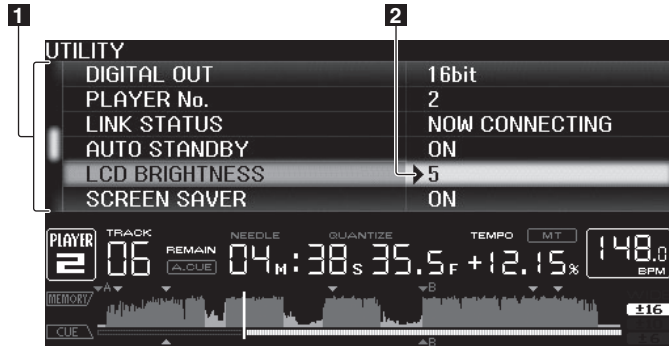 1 2
UTILITY
DIGITAL OUT 16bit
PLAYER No. 2
LINK STATUS NOW CONNECTING
AUTO STANDBY ON
LCD BRIGHTNESS 5
SCREEN SAVER ON
PLAYER 2 TRACK 06 REMAIN A.CUE NEEDLE 04M:38S QUANTIZE 35.5F TEMPO MT +12.15% 148.0 BPM
A B
MEMORY
±16
CUE
B